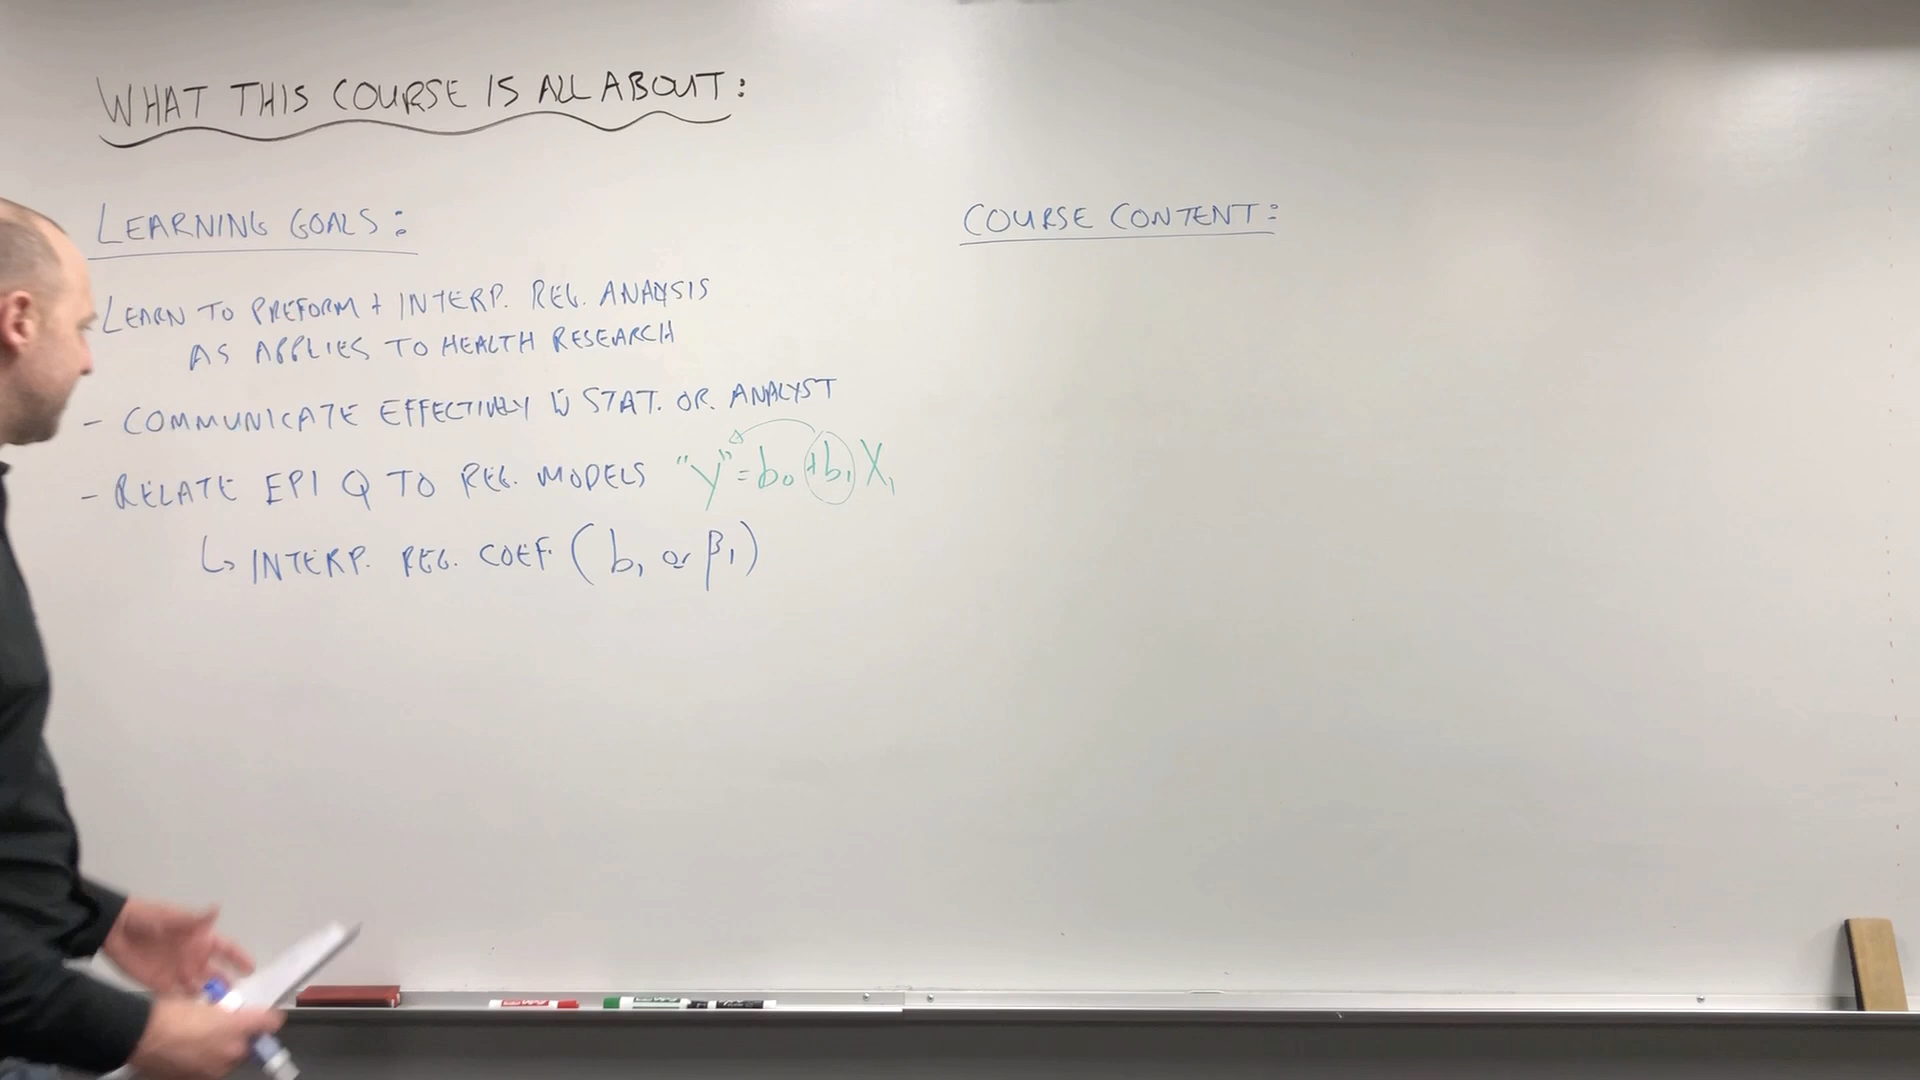 WHAT THIS COURSE IS ALL ABOUT:
LEARNING GOALS:
LEARN TO PREFORM + INTERP. REG. ANALYSIS
AS APPLIES TO HEALTH RESEARCH
- COMMUNICATE EFFECTIVELY w̄ STAT. OR. ANALYST
- RELATE EPI Q TO REG. MODELS "Y" = b₀ + b₁ X₁
↳ INTERP. REG. COEF. (b₁ or β₁)
COURSE CONTENT: